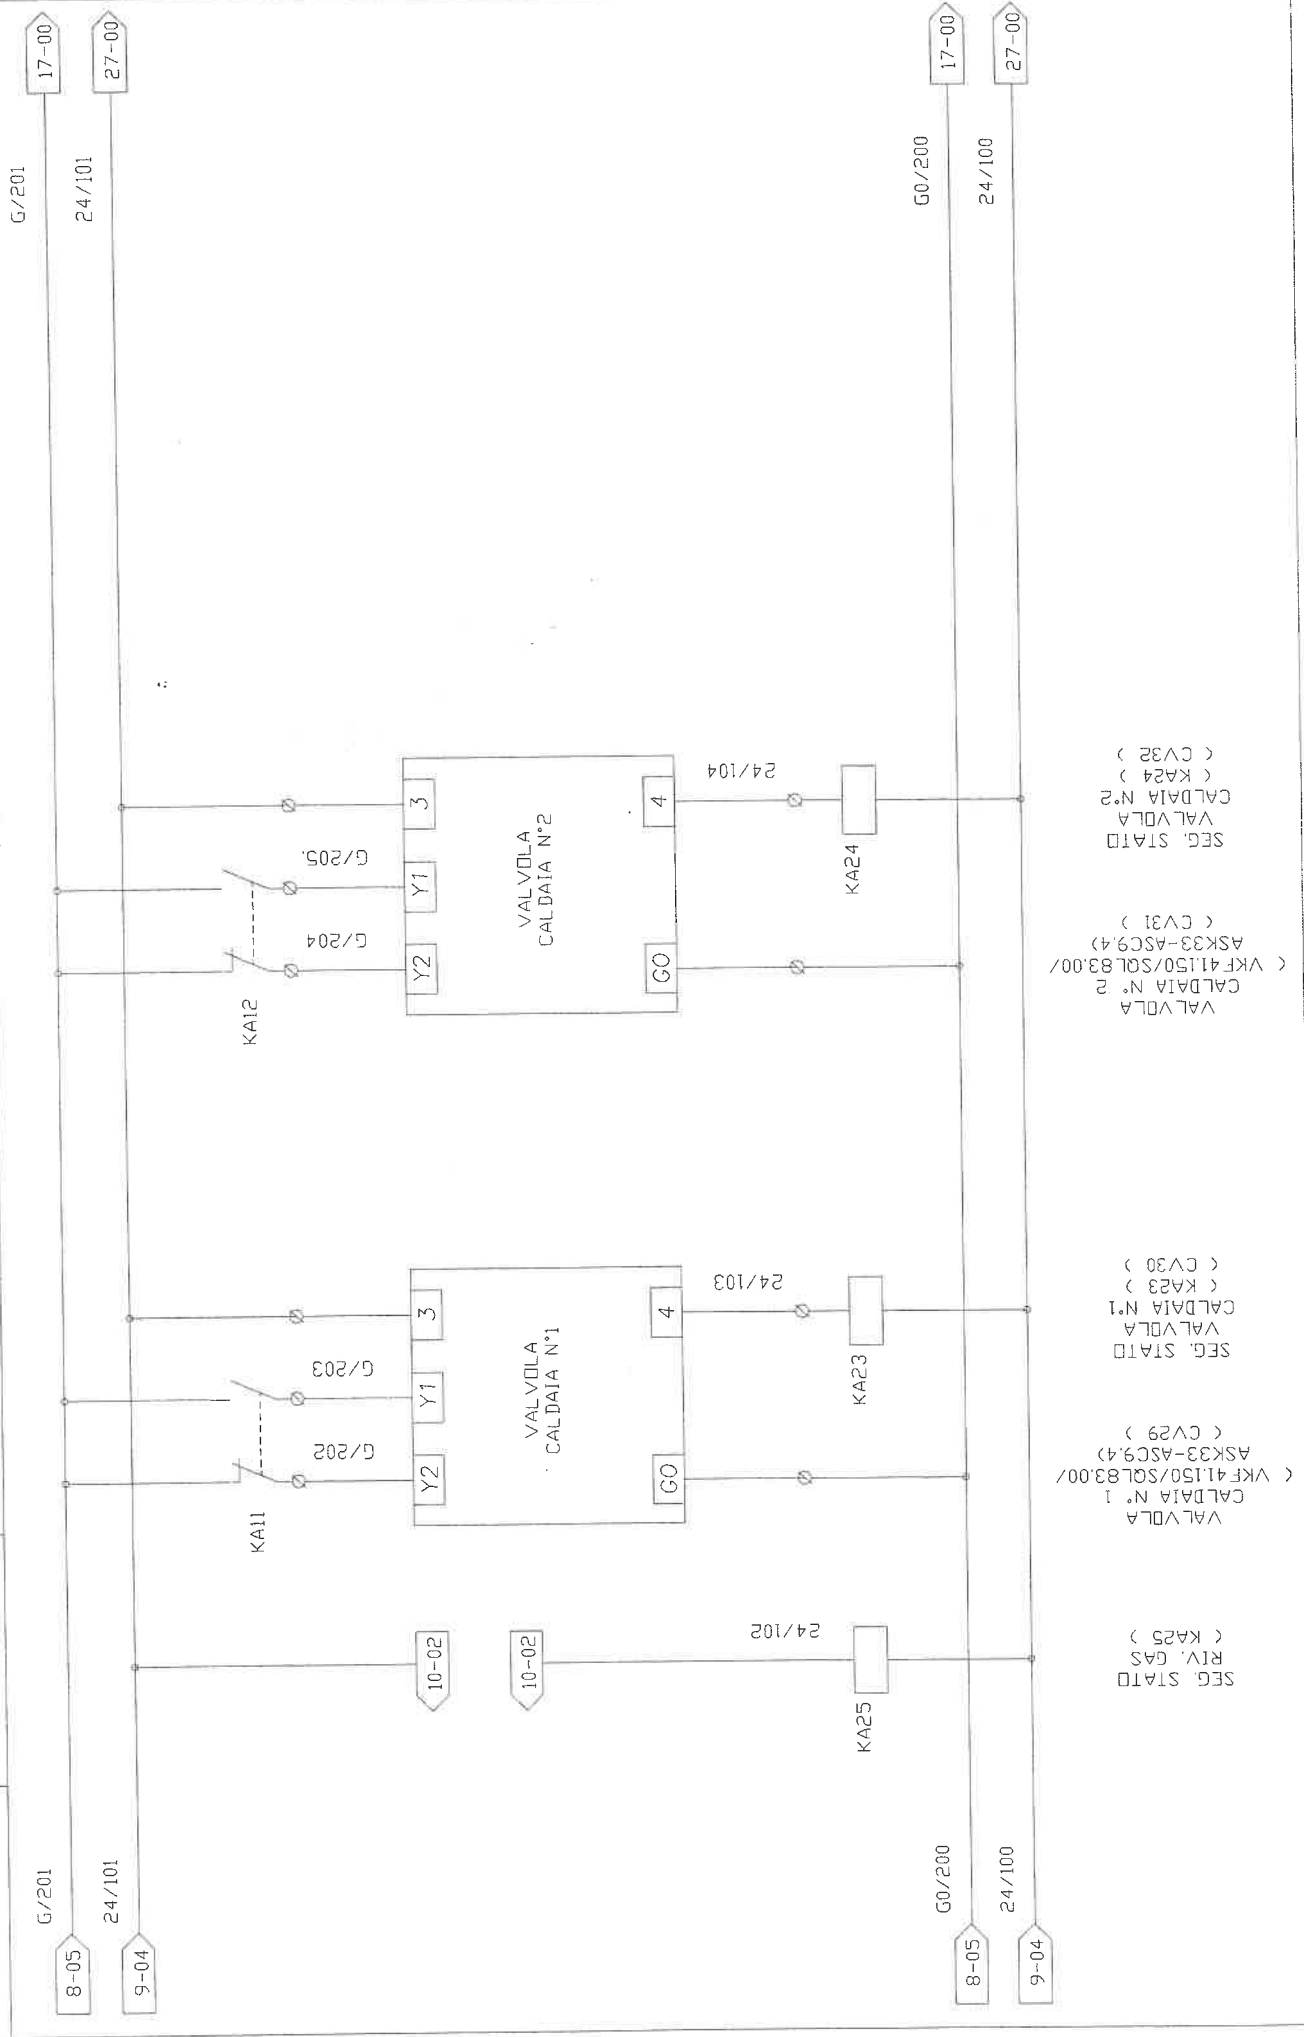 G/201
8-05
24/101
9-04
G0/200
8-05
24/100
9-04
10-02
10-02
24/102
KA25
SEG. STATO
RIV. GAS
( KA25 )
KA11
G/202
G/203
Y2
Y1
3
VALVOLA
CALDAIA N°1
GO
4
24/103
KA23
VALVOLA
CALDAIA N° 1
( VKF41.150/SQL83.00/
ASK33-ASC9.4)
( CV29 )
SEG. STATO
VALVOLA
CALDAIA N°1
( KA23 )
( CV30 )
KA12
G/204
G/205.
Y2
Y1
3
VALVOLA
CALDAIA N°2
GO
4
24/104
KA24
VALVOLA
CALDAIA N° 2
( VKF41.150/SQL83.00/
ASK33-ASC9.4)
( CV31 )
SEG. STATO
VALVOLA
CALDAIA N°2
( KA24 )
( CV32 )
G/201
17-00
24/101
27-00
G0/200
17-00
24/100
27-00